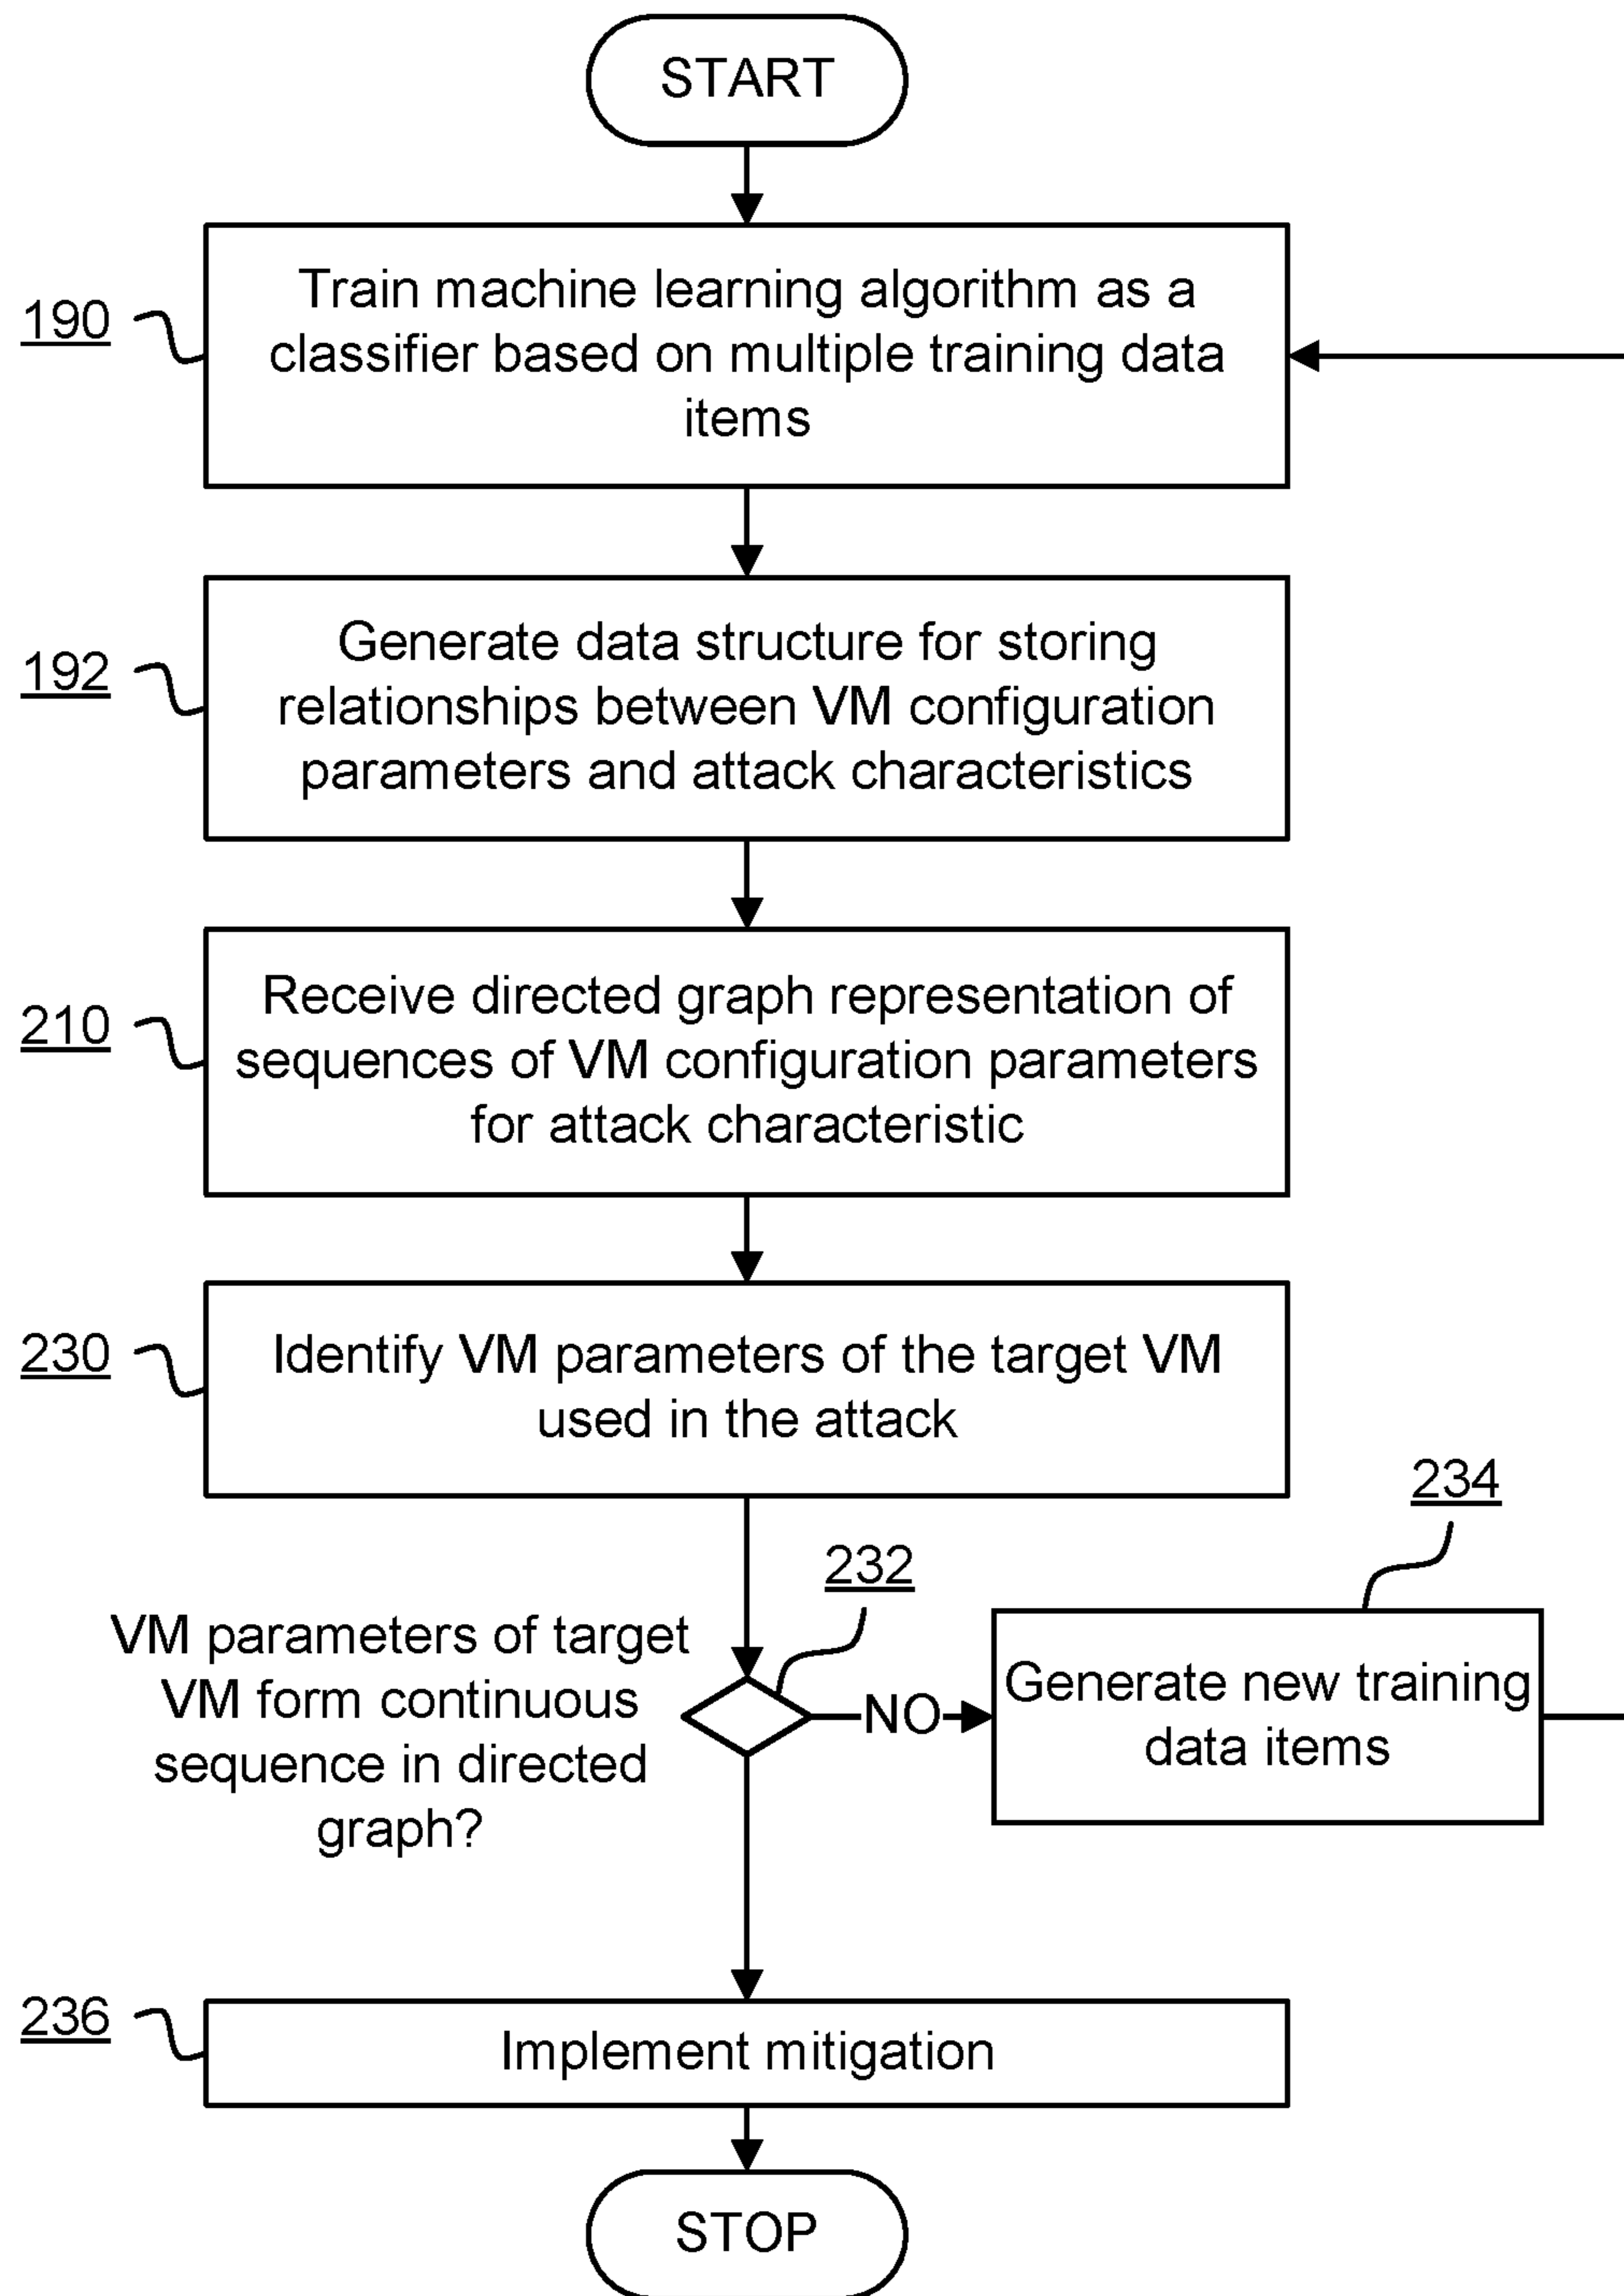 START
190
Train machine learning algorithm as a
classifier based on multiple training data
items
192
Generate data structure for storing
relationships between VM configuration
parameters and attack characteristics
210
Receive directed graph representation of
sequences of VM configuration parameters
for attack characteristic
230
Identify VM parameters of the target VM
used in the attack
234
232
VM parameters of target
VM form continuous
sequence in directed
graph?
NO
Generate new training
data items
236
Implement mitigation
STOP